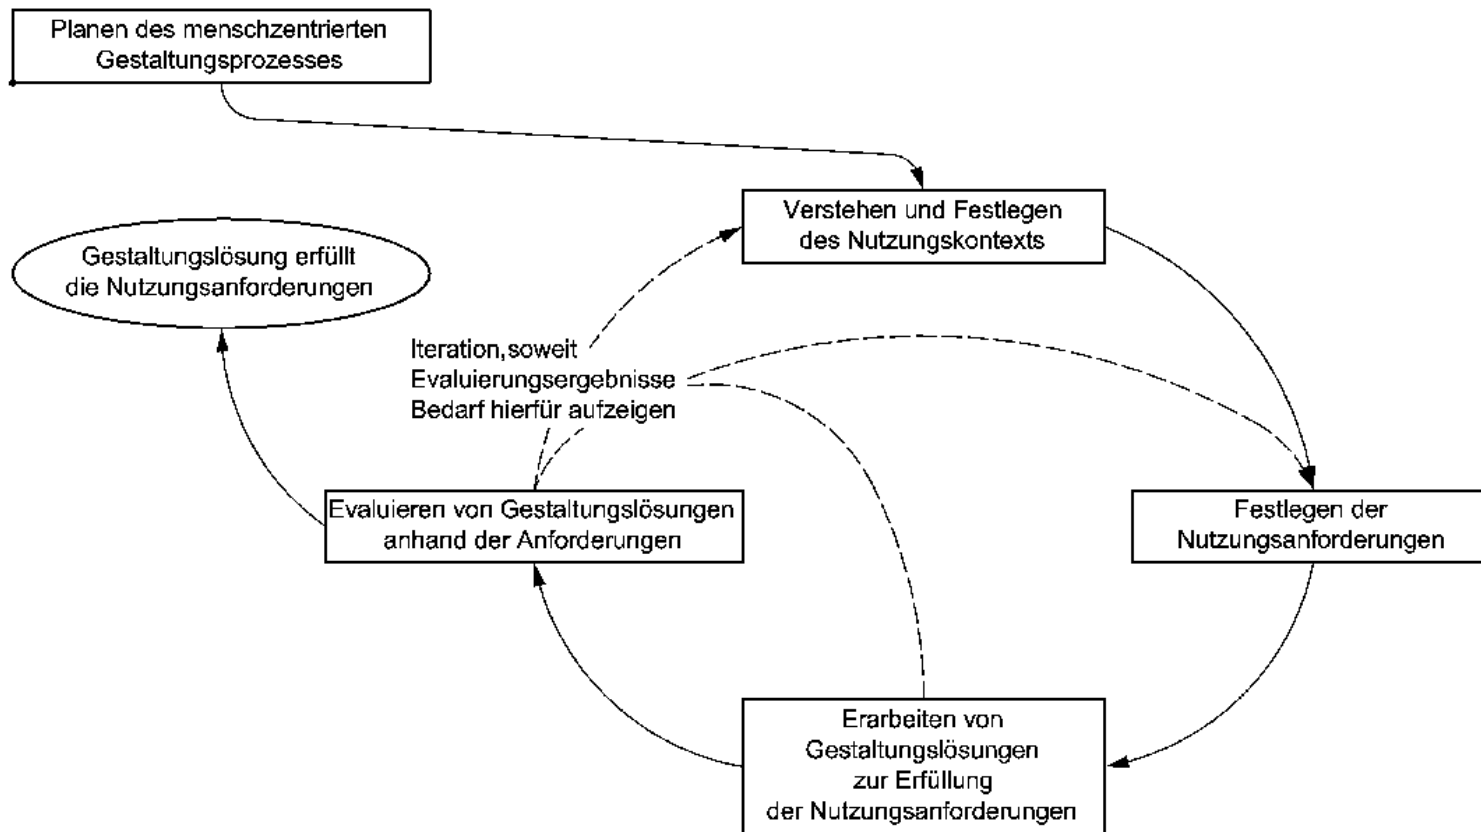 Planen des menschzentrierten
Gestaltungsprozesses
Verstehen und Festlegen
des Nutzungskontexts
Gestaltungslösung erfüllt
die Nutzungsanforderungen
Iteration,soweit
Evaluierungsergebnisse
Bedarf hierfür aufzeigen
Evaluieren von Gestaltungslösungen
anhand der Anforderungen
Festlegen der
Nutzungsanforderungen
Erarbeiten von
Gestaltungslösungen
zur Erfüllung
der Nutzungsanforderungen